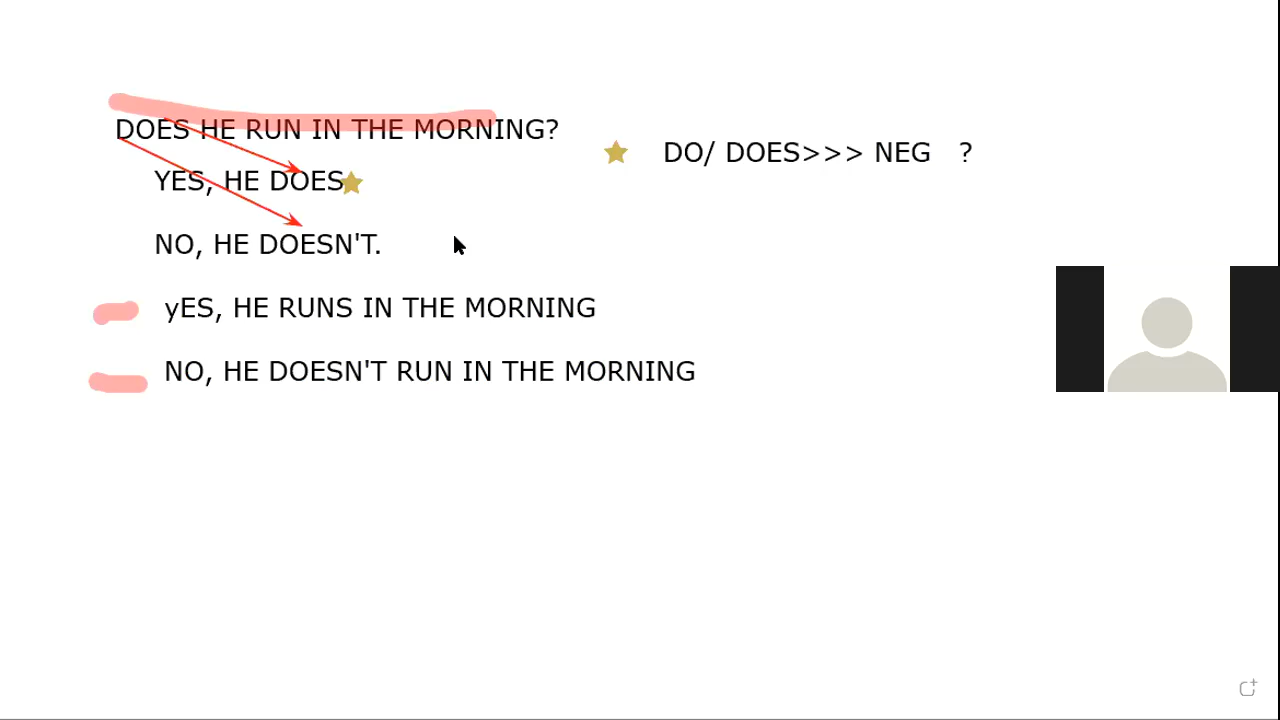 DOES HE RUN IN THE MORNING?
DO/ DOES>>> NEG ?
YES, HE DOES
NO, HE DOESN'T.
yES, HE RUNS IN THE MORNING
NO, HE DOESN'T RUN IN THE MORNING